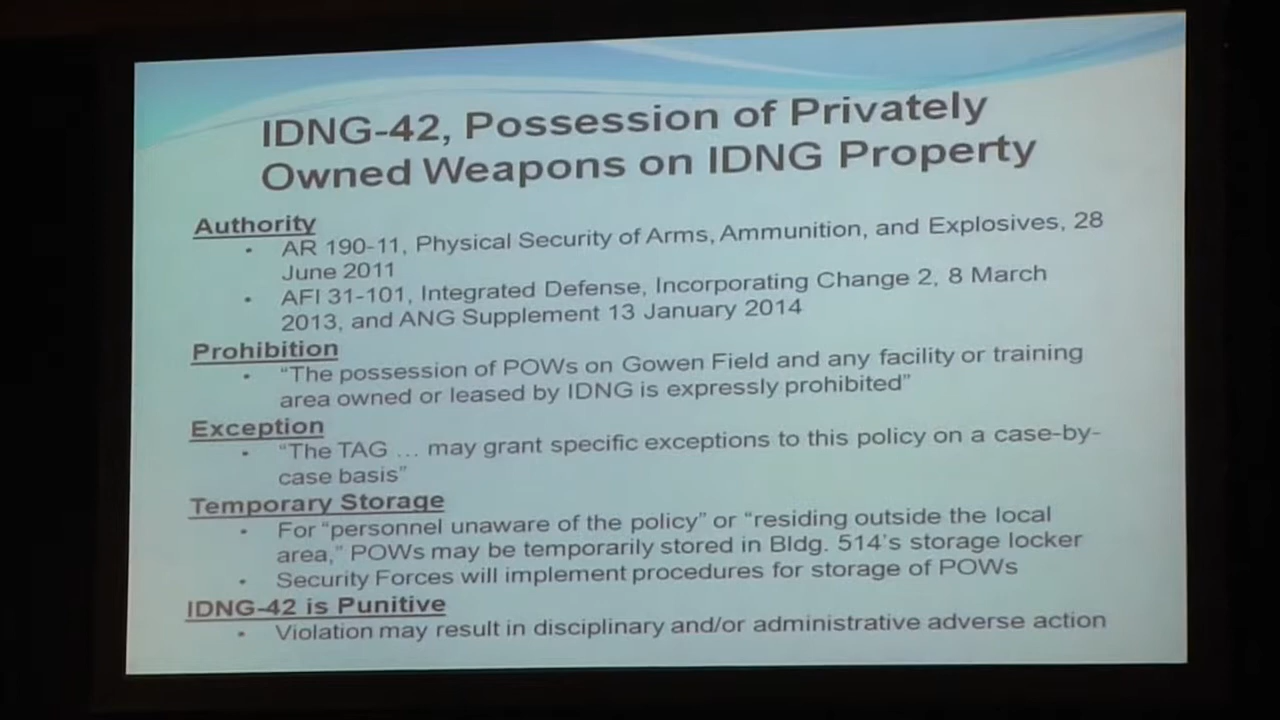 IDNG-42, Possession of Privately
Owned Weapons on IDNG Property
Authority
• AR 190-11, Physical Security of Arms, Ammunition, and Explosives, 28
June 2011
• AFI 31-101, Integrated Defense, Incorporating Change 2, 8 March
2013, and ANG Supplement 13 January 2014
Prohibition
• “The possession of POWs on Gowen Field and any facility or training
area owned or leased by IDNG is expressly prohibited”
Exception
• “The TAG … may grant specific exceptions to this policy on a case-by-
case basis”
Temporary Storage
• For “personnel unaware of the policy” or “residing outside the local
area,” POWs may be temporarily stored in Bldg. 514’s storage locker
• Security Forces will implement procedures for storage of POWs
IDNG-42 is Punitive
• Violation may result in disciplinary and/or administrative adverse action